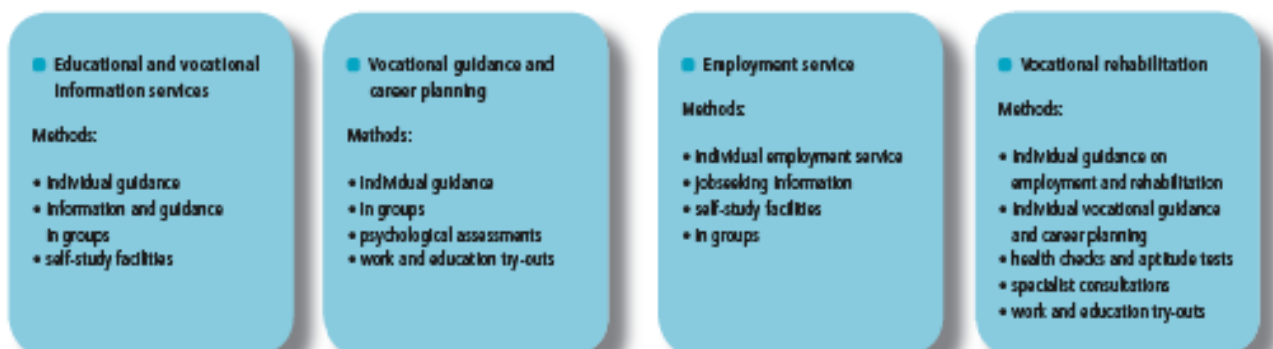 Educational and vocational
information services
Methods:
• individual guidance
• information and guidance
in groups
• self-study facilities
Vocational guidance and
career planning
Methods:
• individual guidance
• in groups
• psychological assessments
• work and education try-outs
Employment service
Methods:
• individual employment service
• jobseeking information
• self-study facilities
• in groups
Vocational rehabilitation
Methods:
• individual guidance on
employment and rehabilitation
• individual vocational guidance
and career planning
• health checks and aptitude tests
• specialist consultations
• work and education try-outs